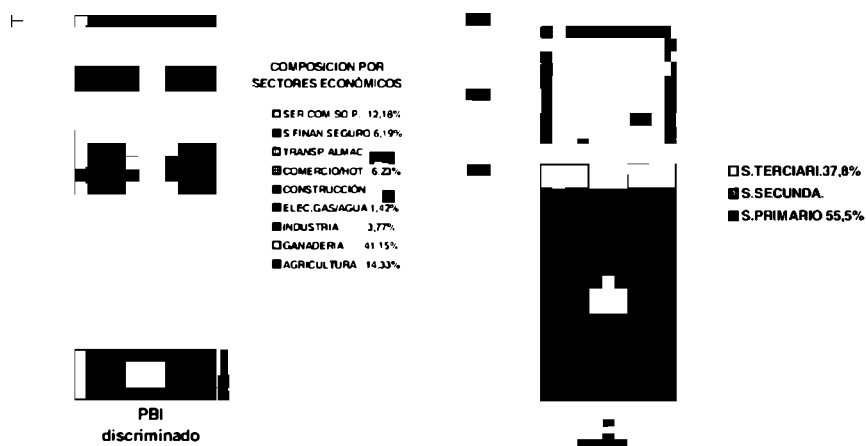 COMPOSICION POR
SECTORES ECONÓMICOS
SER COM SO P. 12,18%
S FINAN SEGURO 6,19%
TRANSP ALMAC
COMERCIO/HOT 6,23%
CONSTRUCCIÓN
ELEC.GAS/AGUA 1,42%
INDUSTRIA 3,77%
GANADERIA 41,15%
AGRICULTURA 14,33%
S.TERCIARI.37,8%
S.SECUNDA.
S.PRIMARIO 55,5%
PBI
discriminado